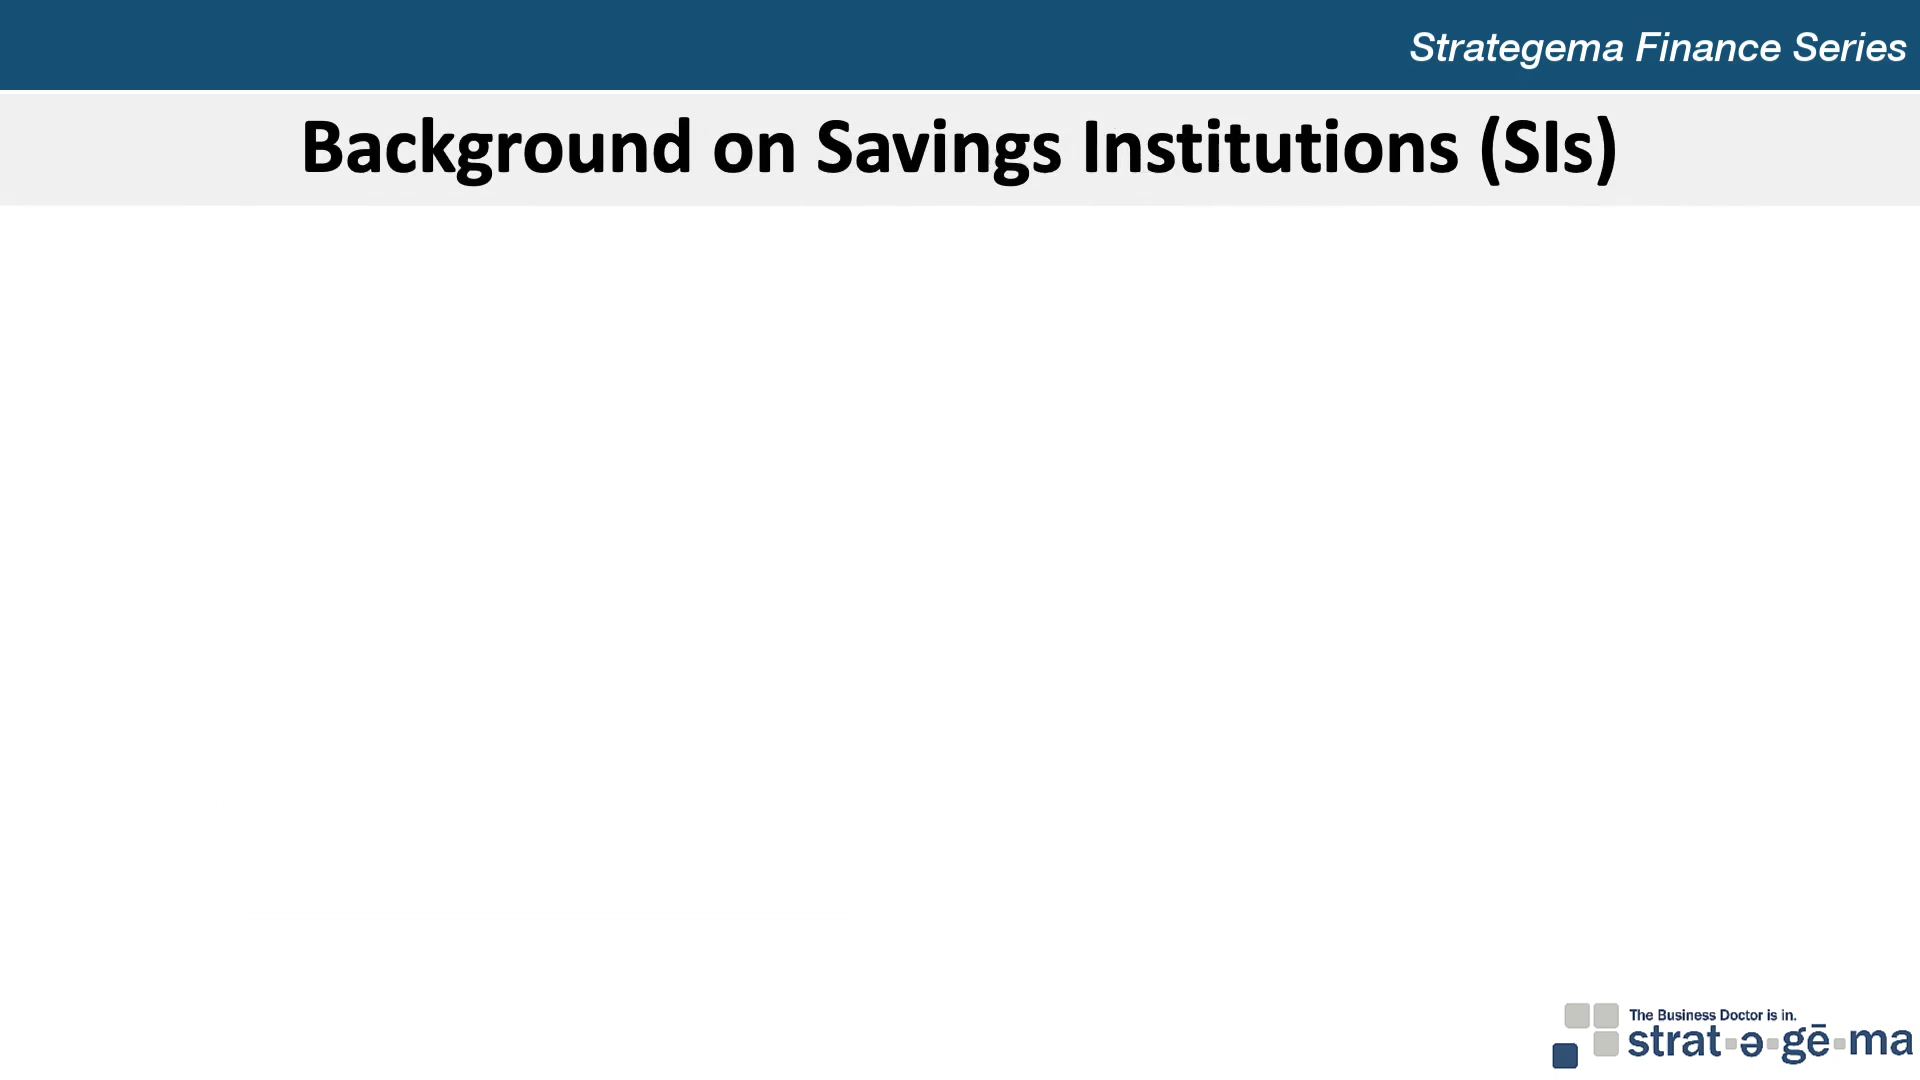 Strategema Finance Series
Background on Savings Institutions (SIs)
The Business Doctor is in.
strat-ə-gē-ma